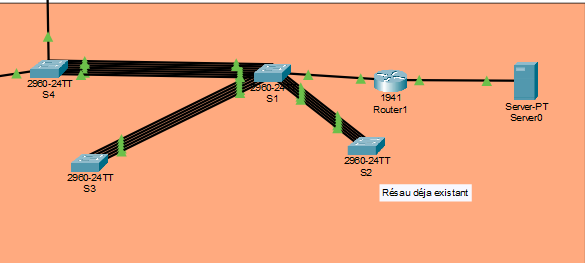 2960-24TT
S4
2960-24TT
S1
1941
Router1
Server-PT
Server0
2960-24TT
S3
2960-24TT
S2
Résau déja existant